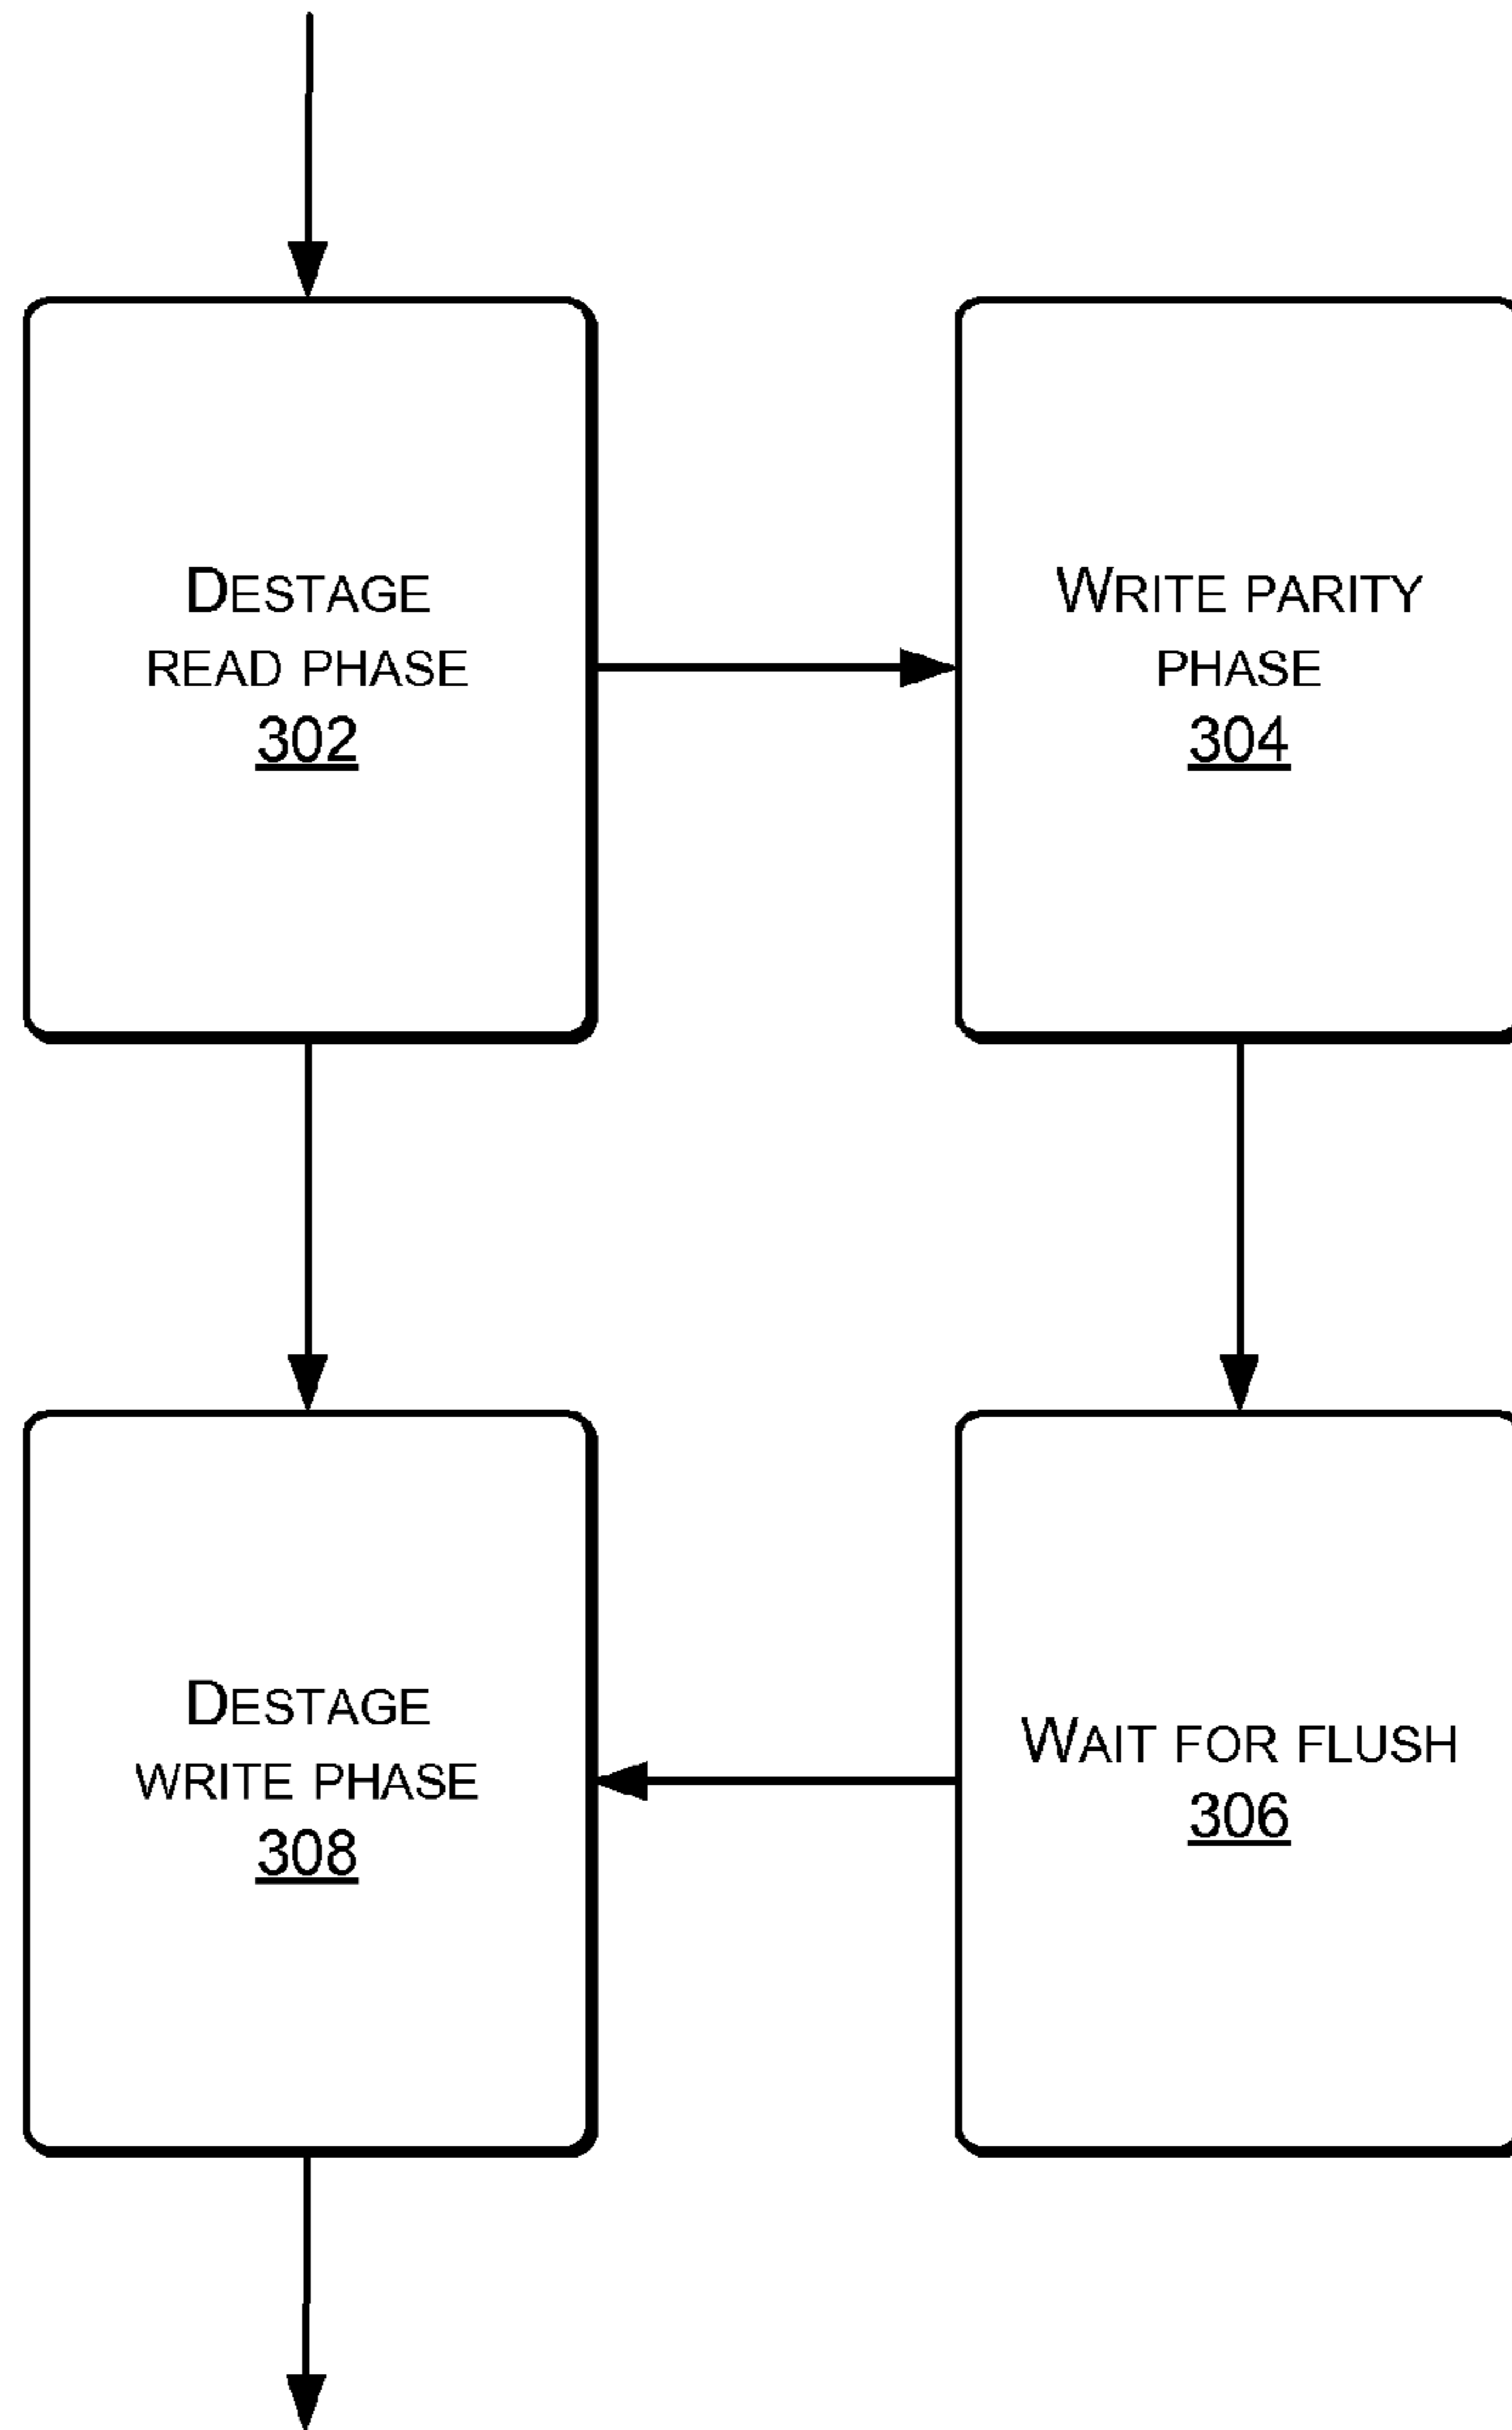 Destage
read phase
302
Write parity
phase
304
Destage
write phase
308
Wait for flush
306